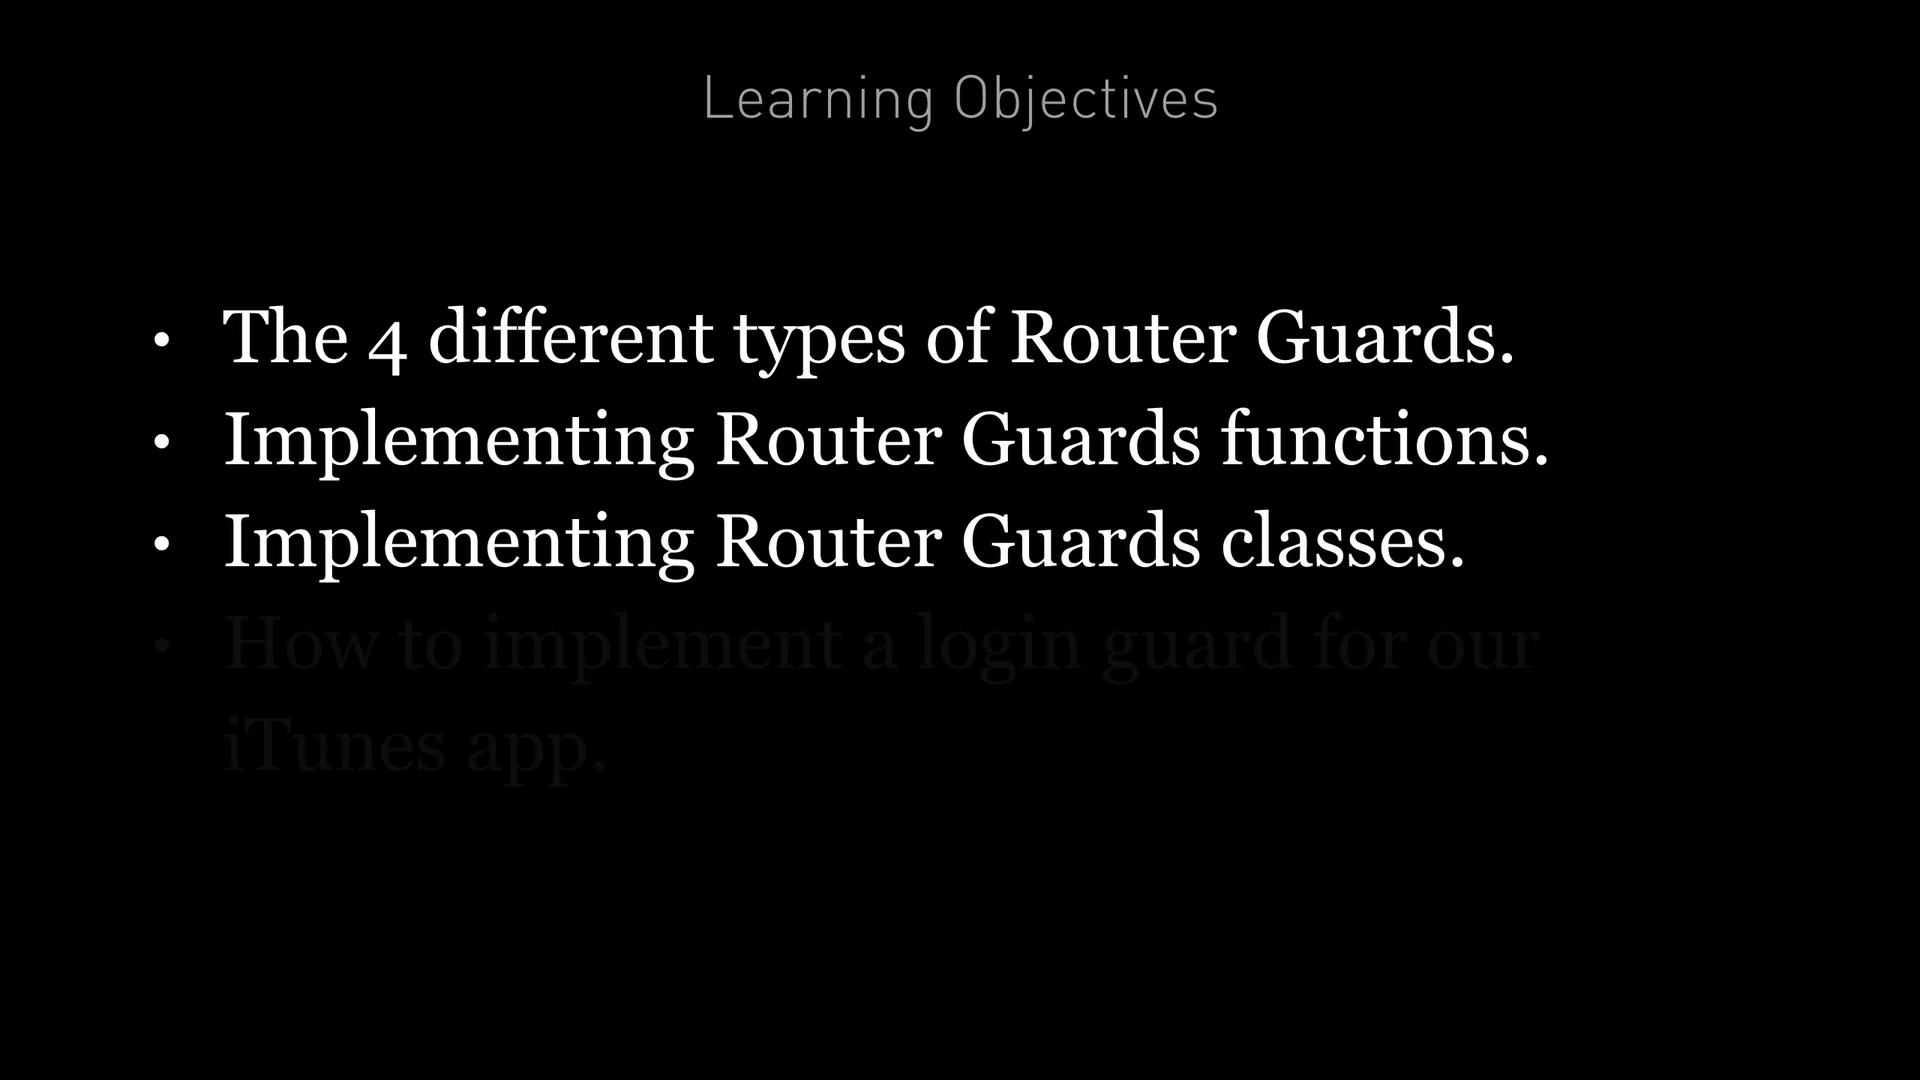 Learning Objectives
• The 4 different types of Router Guards.
• Implementing Router Guards functions.
• Implementing Router Guards classes.
• How to implement a login guard for our
iTunes app.